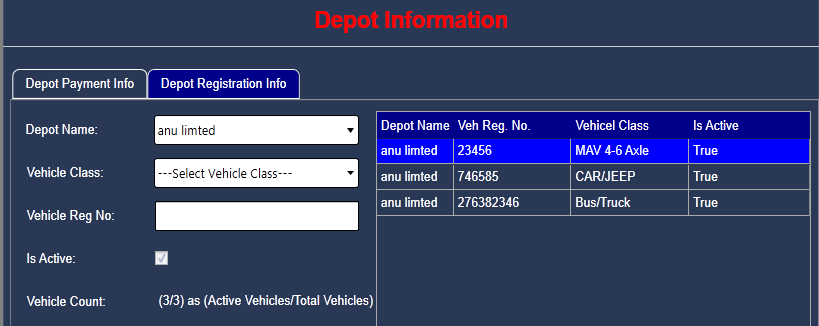 Depot Information
Depot Payment Info Depot Registration Info
Depot Name: anu limted
Vehicle Class: ---Select Vehicle Class---
Vehicle Reg No:
Is Active:
Vehicle Count: (3/3) as (Active Vehicles/Total Vehicles)
Depot Name Veh Reg. No. Vehicel Class Is Active
anu limted 23456 MAV 4-6 Axle True
anu limted 746585 CAR/JEEP True
anu limted 276382346 Bus/Truck True